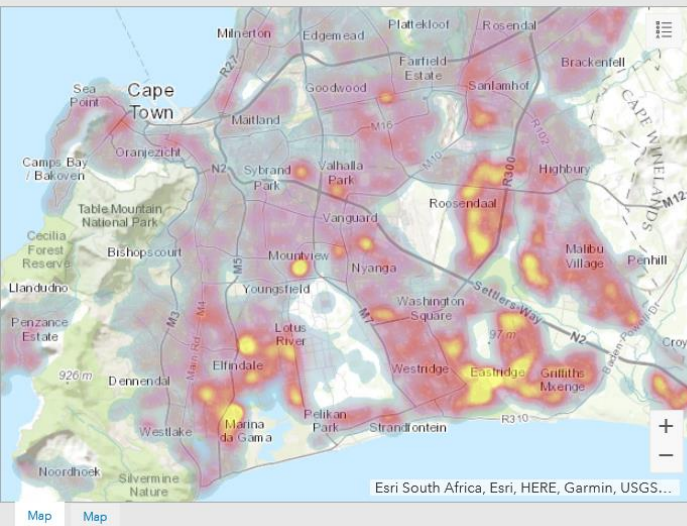 Milnerton
Edgemead
Plattekloof
Rosendal
R27
Fairfield
Estate
Brackenfell
Sea
Point
Cape
Town
Goodwood
Sanlamhof
Maitland
M16
R102
CAPE WINELANDS
Oranjezicht
M10
Camps Bay
/ Bakoven
N2
Sybrand
Park
Valhalla
Park
R300
Highbury
M12
Table Mountain
National Park
Roosendaal
Vanguard
Cecilia
Forest
Reserve
Bishopscourt
M5
Mountview
Nyanga
Malibu
Village
Penhill
Llandudno
Youngsfield
Settlers-Way
Washington
Square
M3
M4
M7
N2
Baden-Powell-Dr
Penzance
Estate
Lotus
River
97 m
Croy
Main-Rd
926 m
Dennendal
Elfindale
Westridge
Eastridge
Griffiths
Mxenge
Westlake
Marina
da Gama
Pelikan
Park
Strandfontein
R310
+
−
Noordhoek
Silvermine
Nature
Esri South Africa, Esri, HERE, Garmin, USGS...
Map
Map